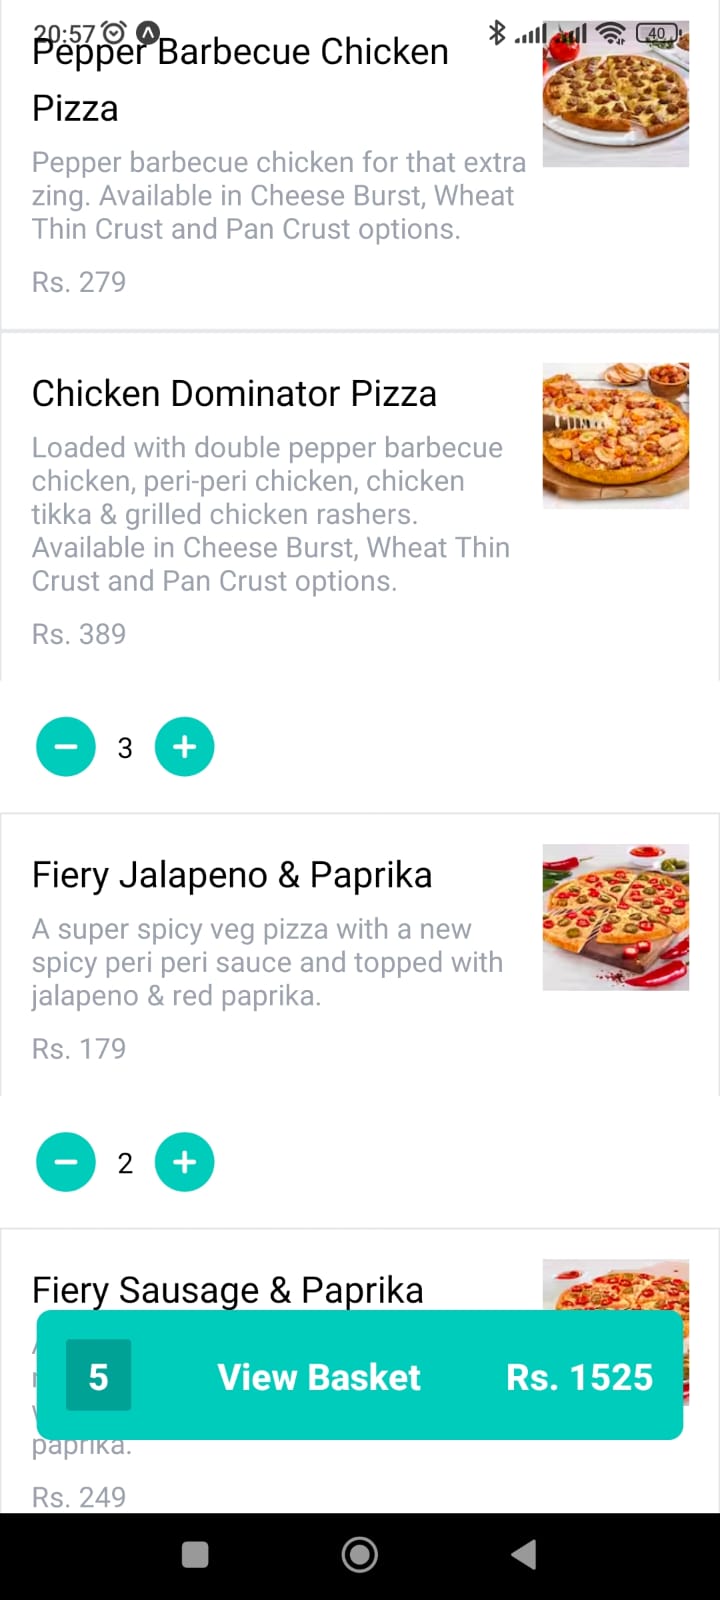 20:57
40
Pepper Barbecue Chicken
Pizza
Pepper barbecue chicken for that extra
zing. Available in Cheese Burst, Wheat
Thin Crust and Pan Crust options.
Rs. 279
Chicken Dominator Pizza
Loaded with double pepper barbecue
chicken, peri-peri chicken, chicken
tikka & grilled chicken rashers.
Available in Cheese Burst, Wheat Thin
Crust and Pan Crust options.
Rs. 389
3
Fiery Jalapeno & Paprika
A super spicy veg pizza with a new
spicy peri peri sauce and topped with
jalapeno & red paprika.
Rs. 179
2
Fiery Sausage & Paprika
5 View Basket Rs. 1525
paprika.
Rs. 249